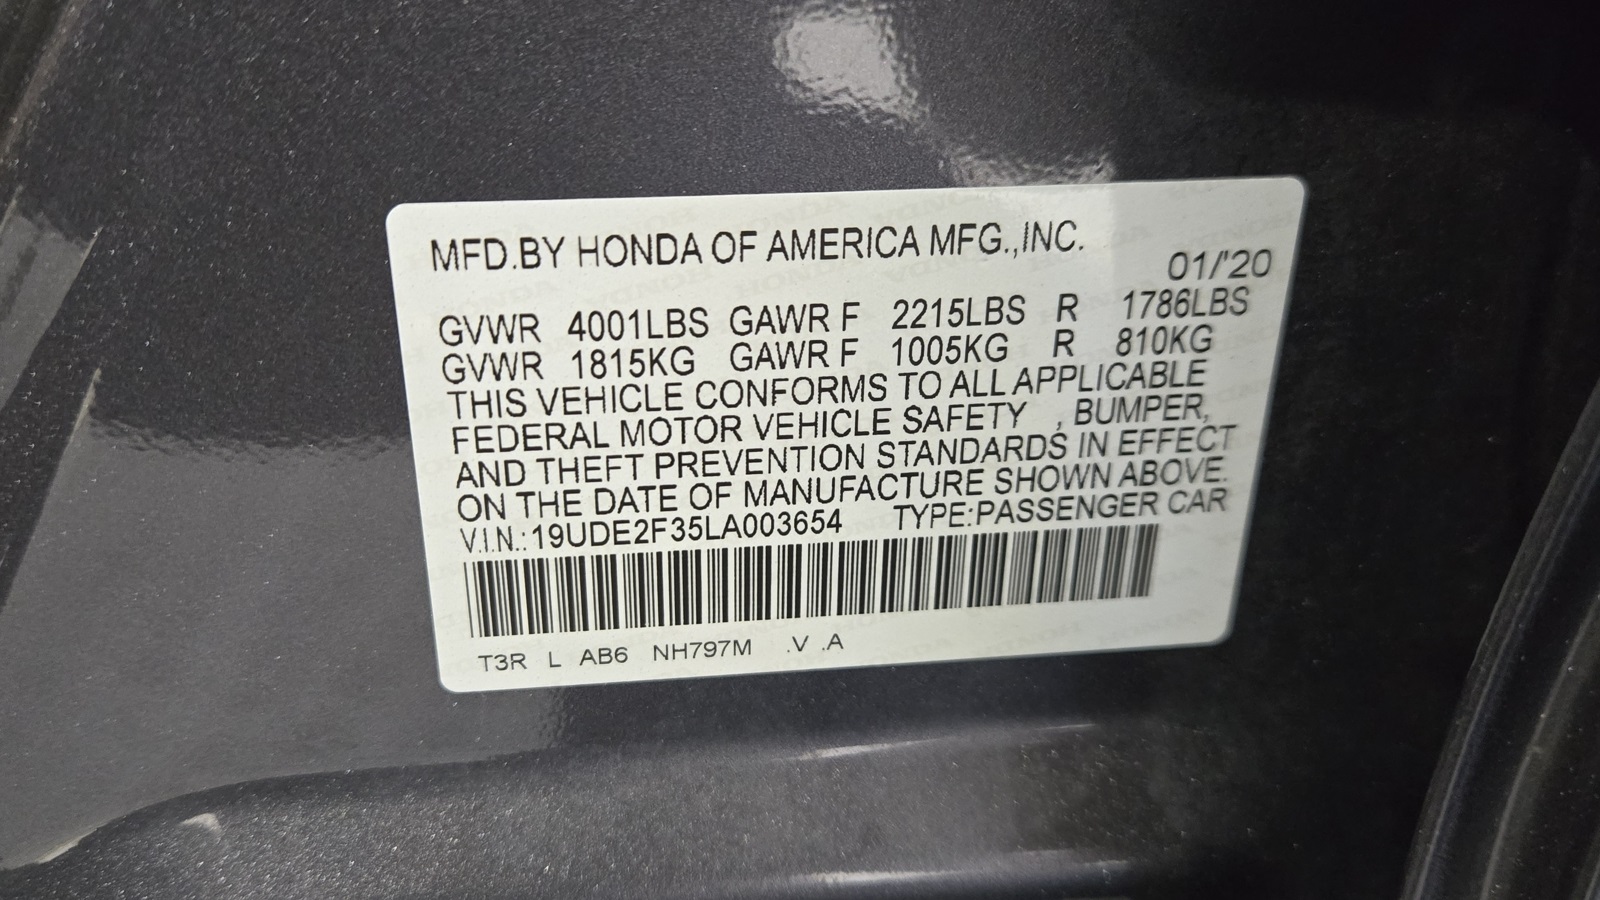 MFD.BY HONDA OF AMERICA MFG.,INC.
01/'20
GVWR 4001LBS GAWR F 2215LBS R 1786LBS
GVWR 1815KG GAWR F 1005KG R 810KG
THIS VEHICLE CONFORMS TO ALL APPLICABLE
FEDERAL MOTOR VEHICLE SAFETY , BUMPER,
AND THEFT PREVENTION STANDARDS IN EFFECT
ON THE DATE OF MANUFACTURE SHOWN ABOVE.
V.I.N.:19UDE2F35LA003654 TYPE:PASSENGER CAR
T3R L AB6 NH797M .V .A